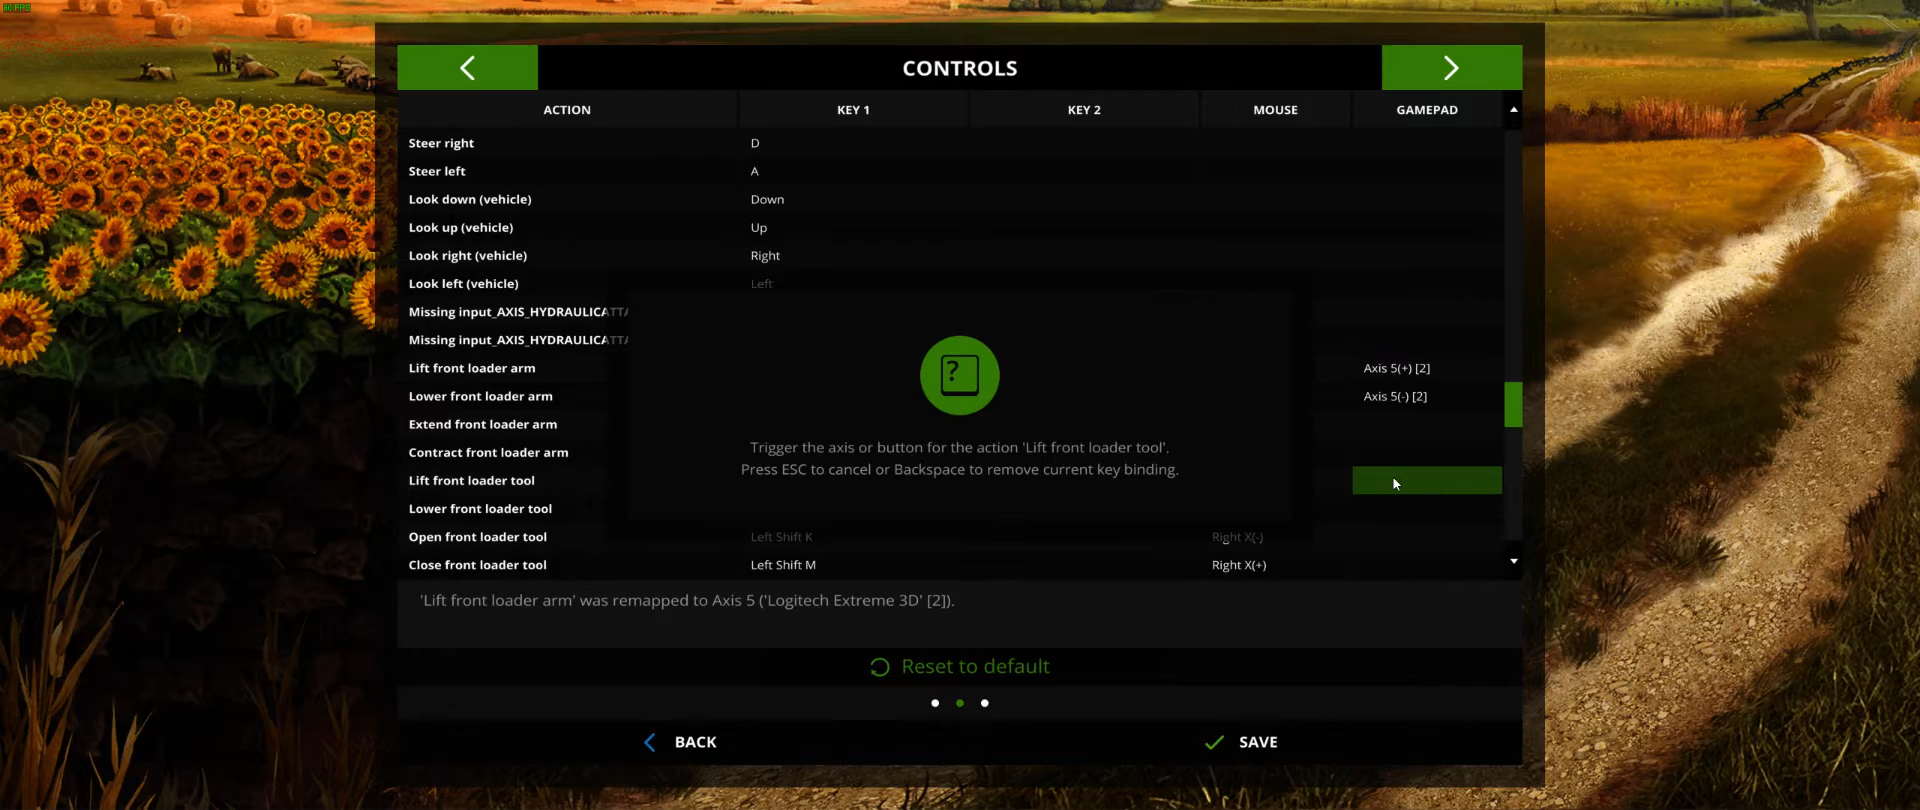 60 FPS
CONTROLS
ACTION KEY 1 KEY 2 MOUSE GAMEPAD
Steer right D
Steer left A
Look down (vehicle) Down
Look up (vehicle) Up
Look right (vehicle) Right
Look left (vehicle) Left
Missing input_AXIS_HYDRAULICATTA
Missing input_AXIS_HYDRAULICATTA
Lift front loader arm Axis 5(+) [2]
Lower front loader arm Axis 5(-) [2]
Extend front loader arm
Contract front loader arm
Lift front loader tool
Lower front loader tool
?
Trigger the axis or button for the action 'Lift front loader tool'.
Press ESC to cancel or Backspace to remove current key binding.
Open front loader tool Left Shift K Right X(-)
Close front loader tool Left Shift M Right X(+)
'Lift front loader arm' was remapped to Axis 5 ('Logitech Extreme 3D' [2]).
Reset to default
BACK SAVE